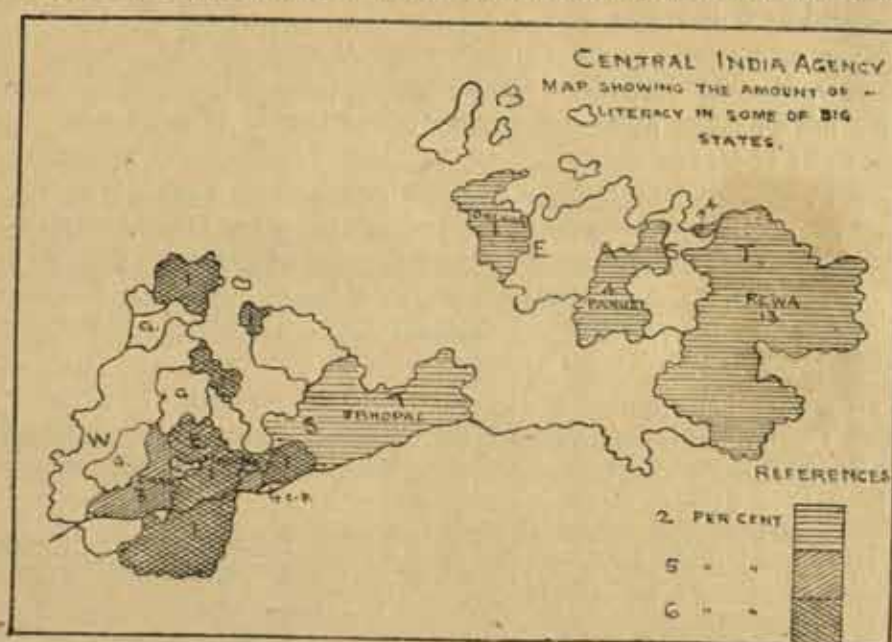 CENTRAL INDIA AGENCY
MAP SHOWING THE AMOUNT OF -
LITERACY IN SOME OF BIG
STATES.
E A S T.
REWA
13
I
G.
G
W
G.
E
S T
BHOPAL
I
REFERENCES
2 PER CENT
5 " "
6 " "